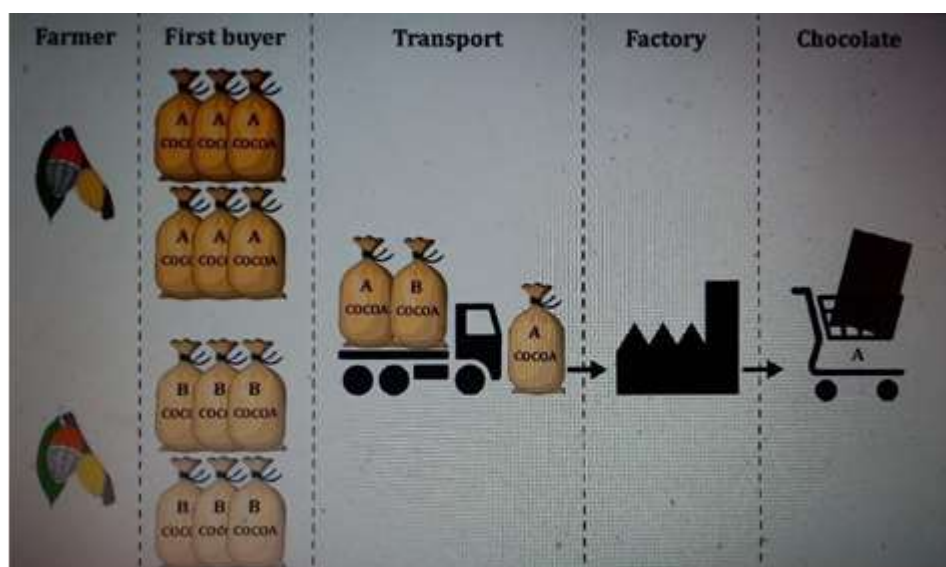 Farmer First buyer Transport Factory Chocolate
A A A
COCOA
A A A
COCOA
A B
COCOA COCOA
A
COCOA
A
B B B
COCOA
B B B
COCOA